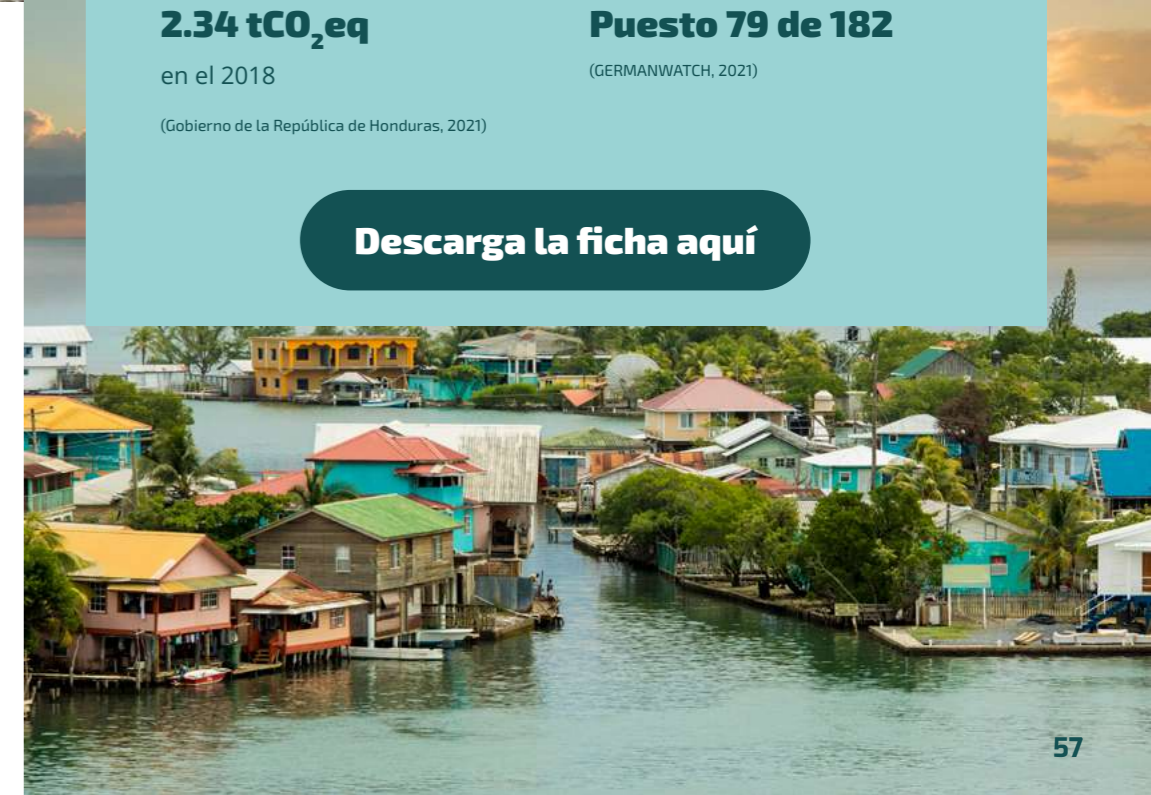 2.34 tCO₂eq
en el 2018
(Gobierno de la República de Honduras, 2021)
Puesto 79 de 182
(GERMANWATCH, 2021)
Descarga la ficha aquí
57